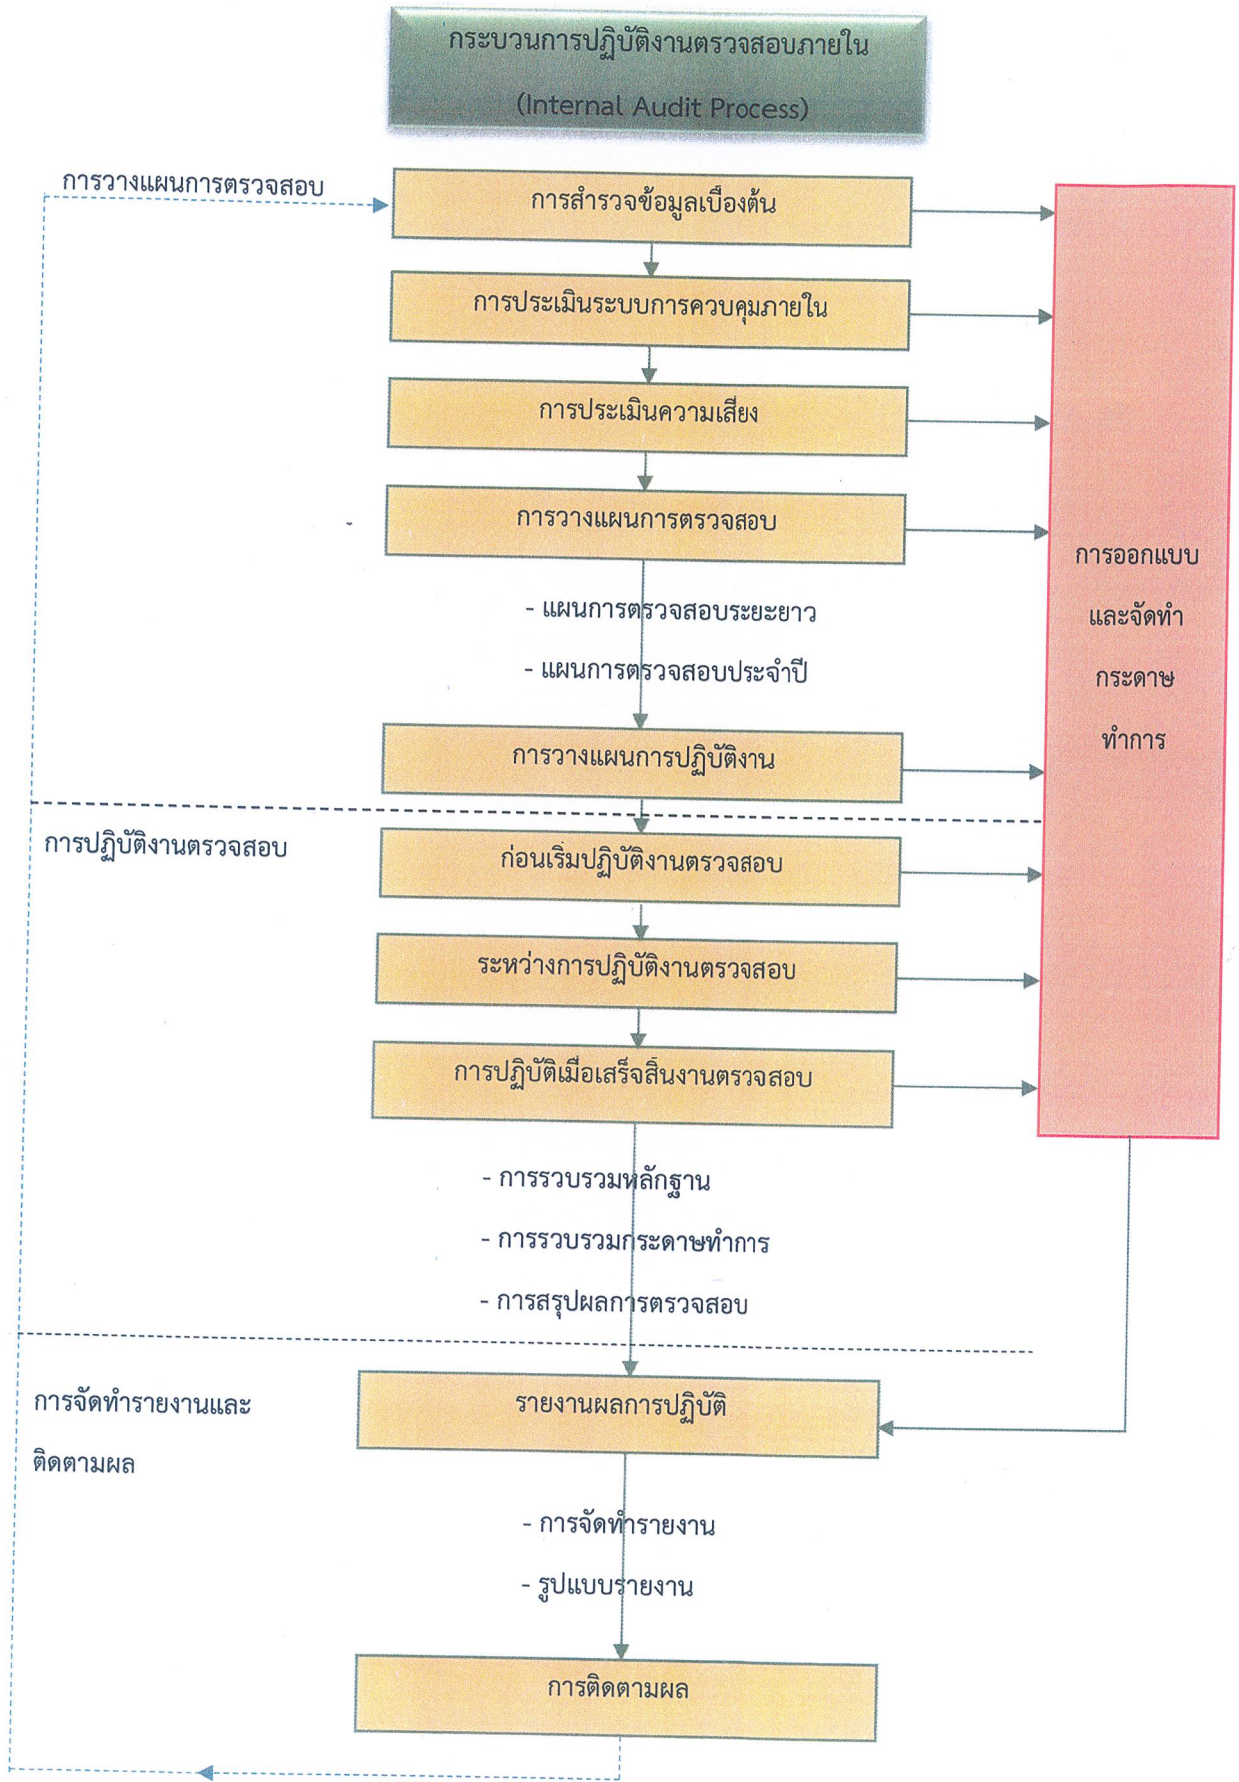 กระบวนการปฏิบัติงานตรวจสอบภายใน
(Internal Audit Process)
การวางแผนการตรวจสอบ
การสำรวจข้อมูลเบื้องต้น
การประเมินระบบการควบคุมภายใน
การประเมินความเสี่ยง
การวางแผนการตรวจสอบ
- แผนการตรวจสอบระยะยาว
- แผนการตรวจสอบประจำปี
การวางแผนการปฏิบัติงาน
การออกแบบ
และจัดทำ
กระดาษ
ทำการ
การปฏิบัติงานตรวจสอบ
ก่อนเริ่มปฏิบัติงานตรวจสอบ
ระหว่างการปฏิบัติงานตรวจสอบ
การปฏิบัติเมื่อเสร็จสิ้นงานตรวจสอบ
- การรวบรวมหลักฐาน
- การรวบรวมกระดาษทำการ
- การสรุปผลการตรวจสอบ
การจัดทำรายงานและ
ติดตามผล
รายงานผลการปฏิบัติ
- การจัดทำรายงาน
- รูปแบบรายงาน
การติดตามผล